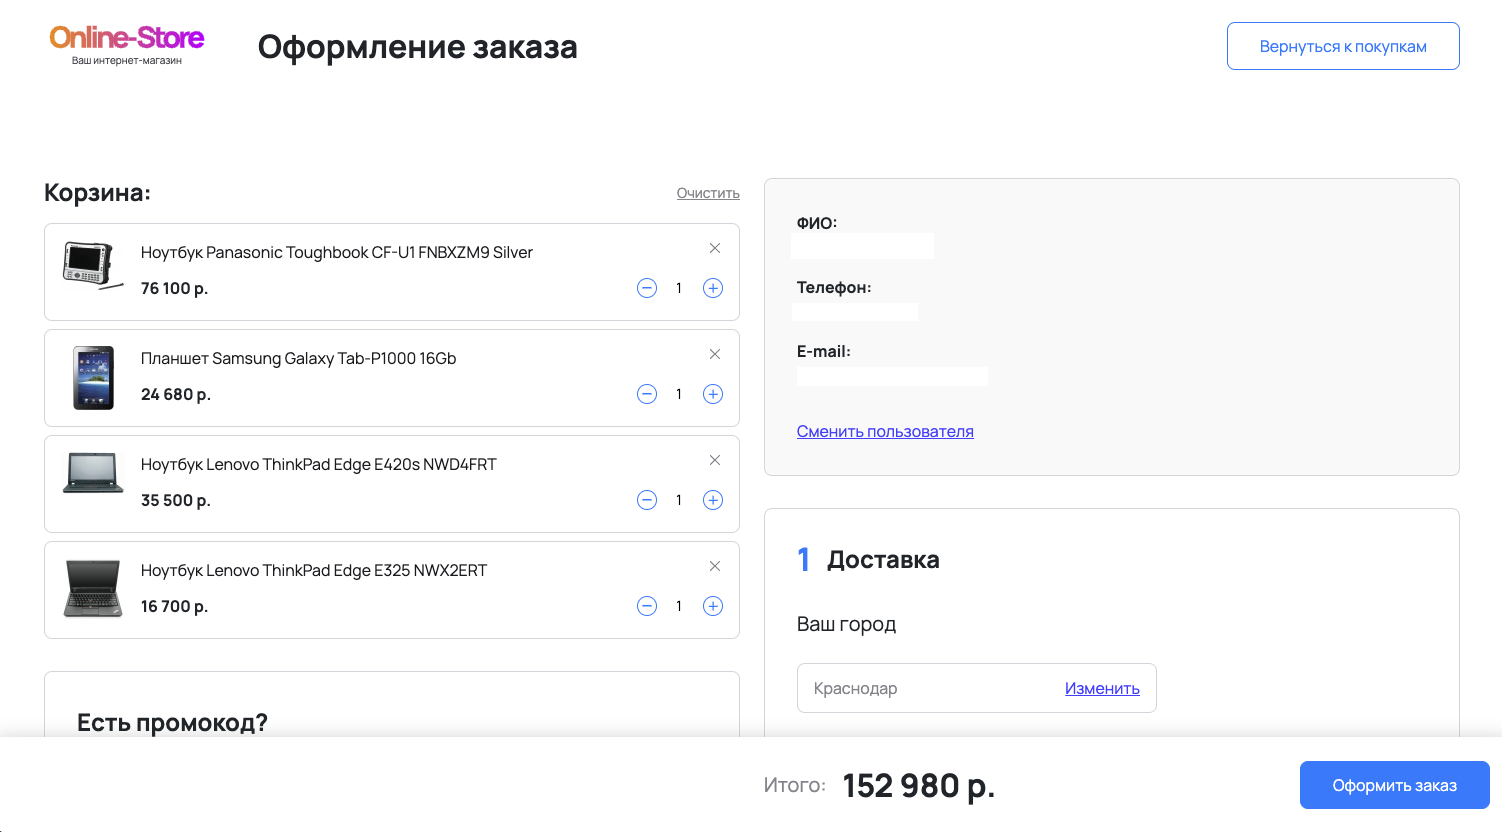 Online-Store
Ваш интернет-магазин
Оформление заказа
Вернуться к покупкам
Корзина:
Очистить
Ноутбук Panasonic Toughbook CF-U1 FNBXZM9 Silver
76 100 р.
1
Планшет Samsung Galaxy Tab-P1000 16Gb
24 680 р.
1
Ноутбук Lenovo ThinkPad Edge E420s NWD4FRT
35 500 р.
1
Ноутбук Lenovo ThinkPad Edge E325 NWX2ERT
16 700 р.
1
Есть промокод?
ФИО:
Телефон:
E-mail:
Сменить пользователя
1 Доставка
Ваш город
Краснодар Изменить
Итого: 152 980 р.
Оформить заказ